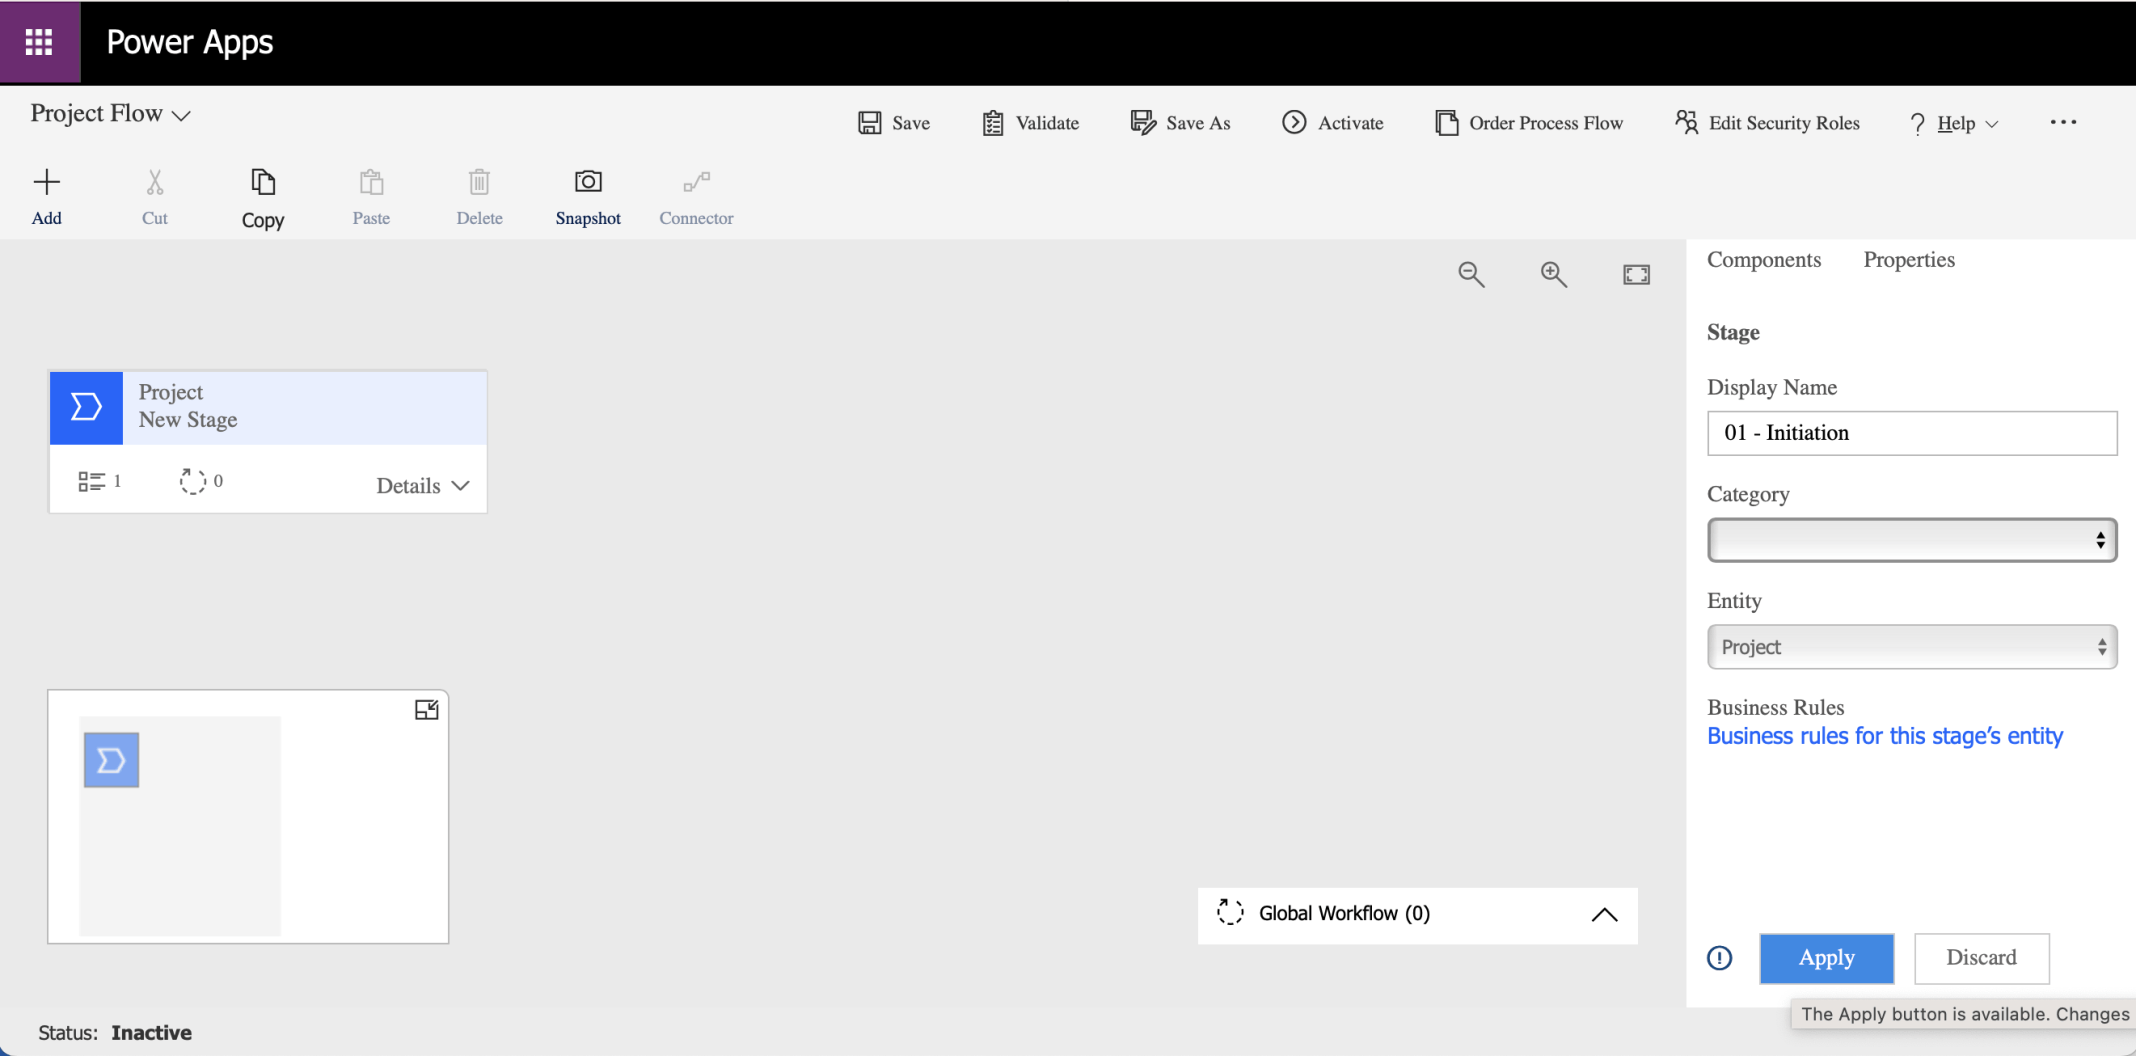 Power Apps
Project Flow
Save
Validate
Save As
Activate
Order Process Flow
Edit Security Roles
? Help
...
Add
Cut
Copy
Paste
Delete
Snapshot
Connector
Components
Properties
Stage
Display Name
01 - Initiation
Category
Entity
Project
Business Rules
Business rules for this stage’s entity
Project
New Stage
1
0
Details
Global Workflow (0)
Apply
Discard
The Apply button is available. Changes
Status: Inactive